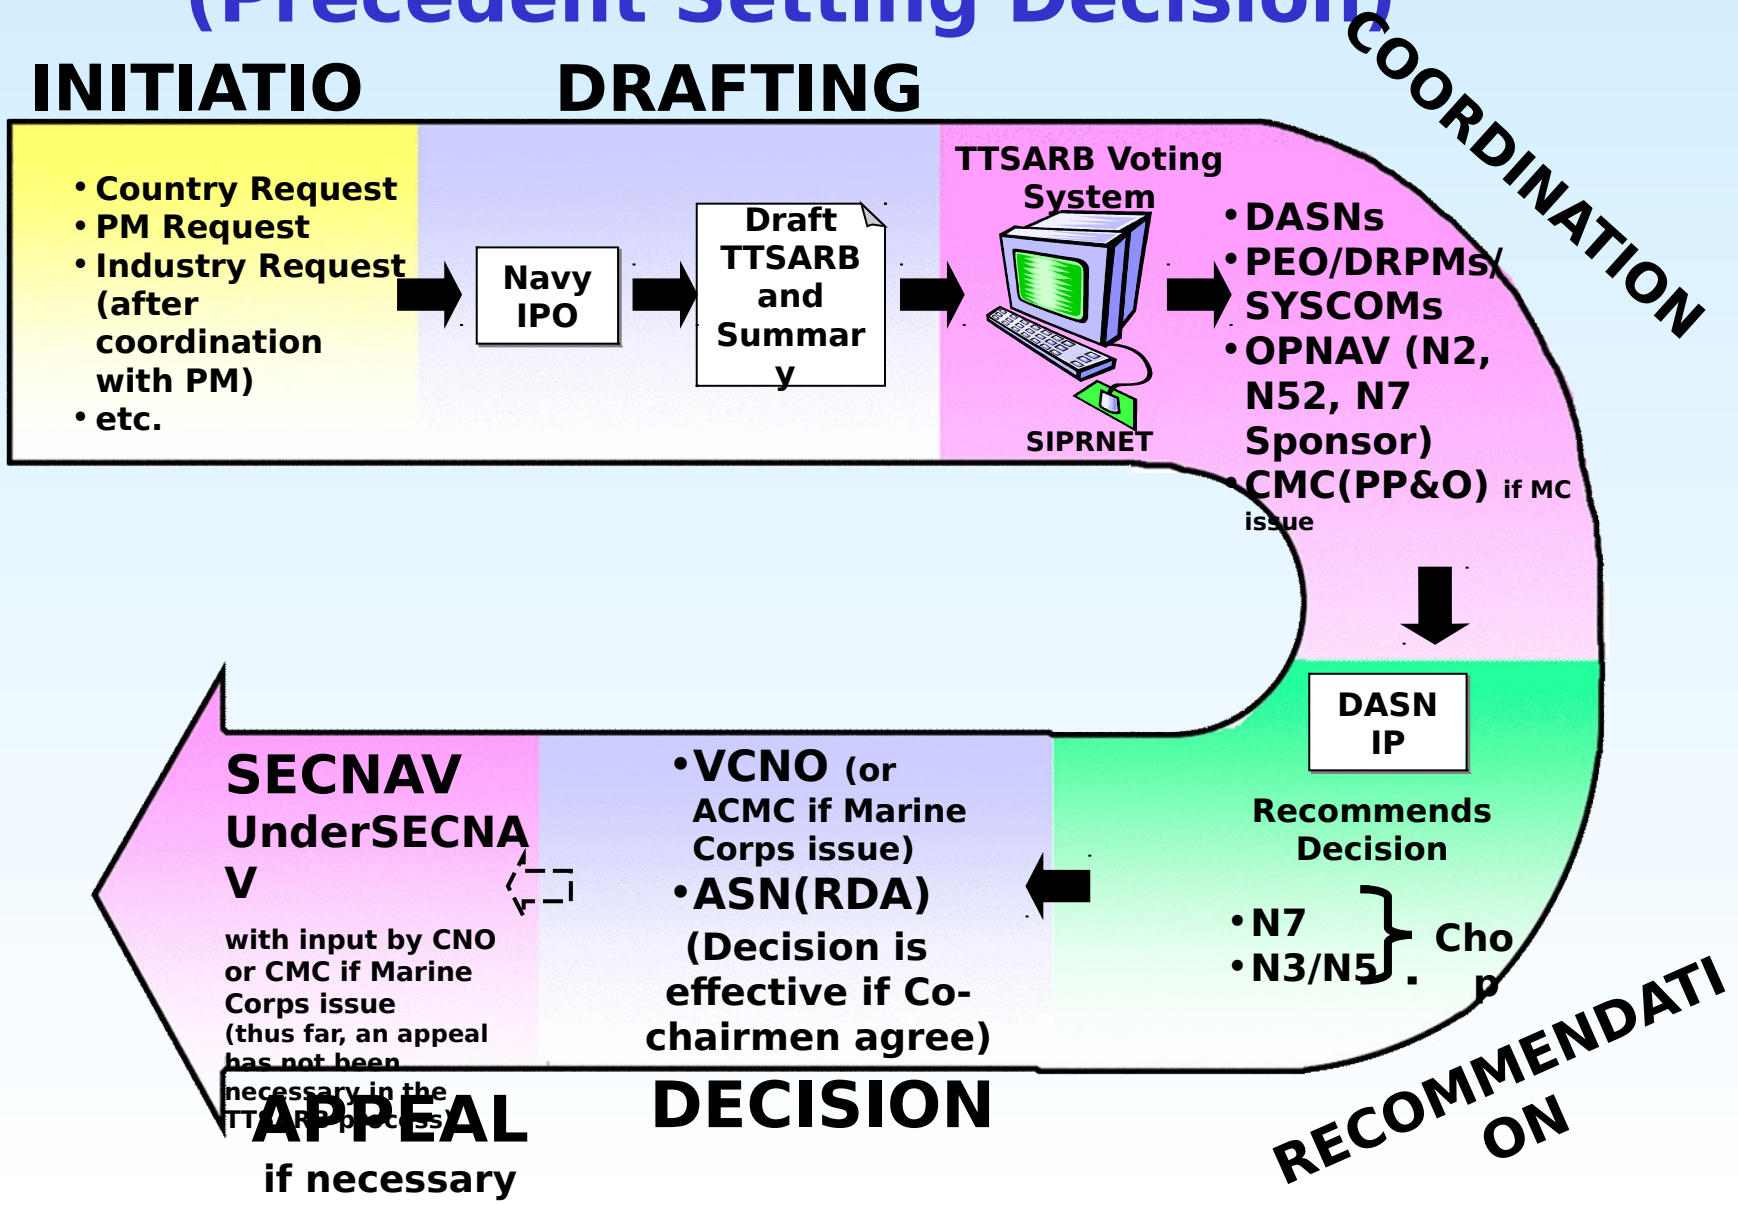 (Precedent Setting Decision)
INITIATIO
DRAFTING
COORDINATION
• Country Request
• PM Request
• Industry Request
(after
coordination
with PM)
• etc.
Navy
IPO
Draft
TTSARB
and
Summar
y
TTSARB Voting
System
SIPRNET
•DASNs
•PEO/DRPMs/
SYSCOMs
•OPNAV (N2,
N52, N7
Sponsor)
•CMC(PP&O) if MC
issue
DASN
IP
Recommends
Decision
•N7
•N3/N5
Cho
p
RECOMMENDATI
ON
•VCNO (or
ACMC if Marine
Corps issue)
•ASN(RDA)
(Decision is
effective if Co-
chairmen agree)
DECISION
SECNAV
UnderSECNA
V
with input by CNO
or CMC if Marine
Corps issue
(thus far, an appeal
has not been
necessary in the
TTSARB process)
APPEAL
if necessary